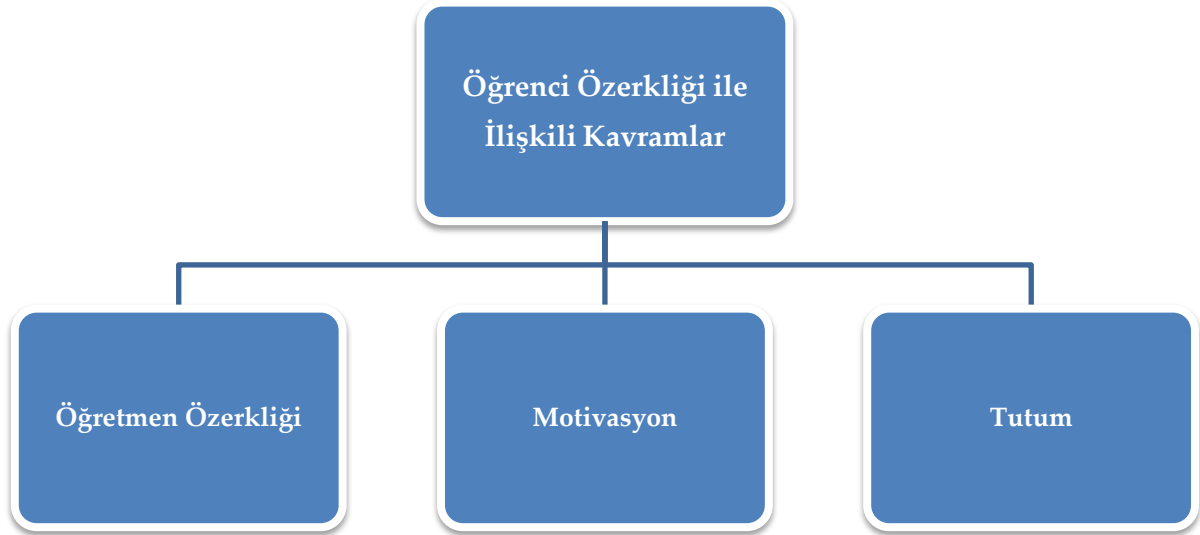 Öğrenci Özerkliği ile
İlişkili Kavramlar
Öğretmen Özerkliği
Motivasyon
Tutum